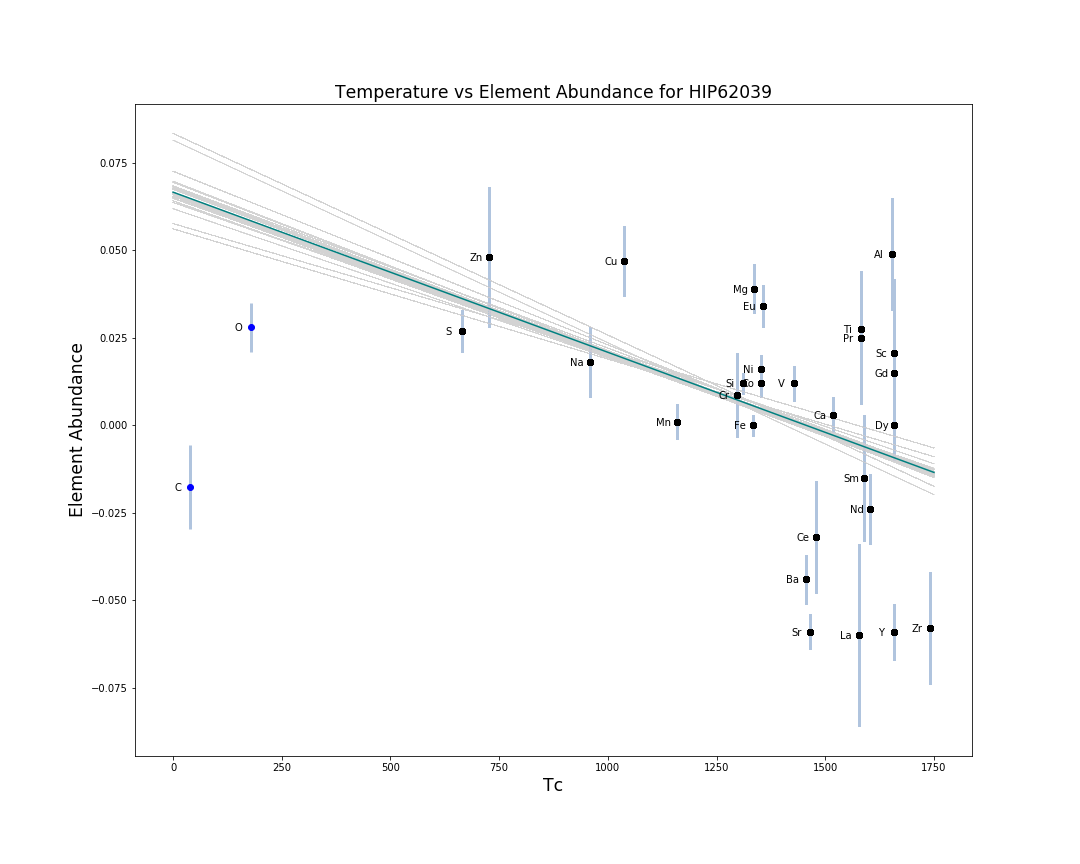 Temperature vs Element Abundance for HIP62039
Element Abundance
0.075
0.050
0.025
0.000
−0.025
−0.050
−0.075
Zn
Cu
Al
Mg
Eu
O
S
Ti
Pr
Sc
Na
Ni
Gd
Si
Co
V
Cr
Ca
Mn
Fe
Dy
Sm
C
Nd
Ce
Ba
Sr
La
Y
Zr
0
250
500
750
1000
1250
1500
1750
Tc